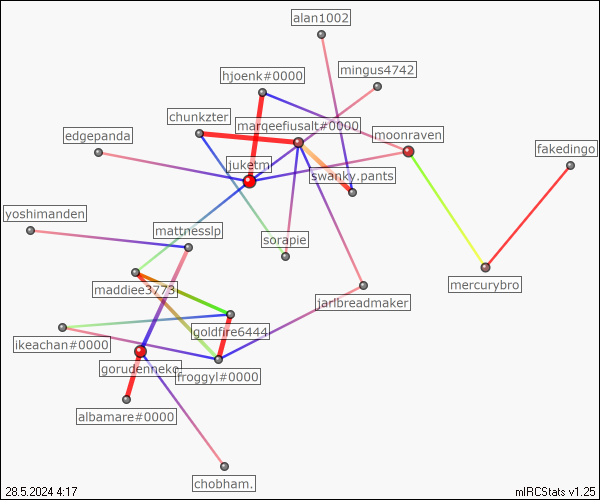 alan1002
hjoenk#0000
mingus4742
chunkzter
marqeefiusalt#0000
edgepanda
moonraven
fakedingo
juketm
swanky.pants
yoshimanden
mattnesslp
sorapie
mercurybro
maddiee3773
jarlbreadmaker
goldfire6444
ikeachan#0000
gorudenneko
froggyl#0000
albamare#0000
chobham.
28.5.2024 4:17
mIRCStats v1.25